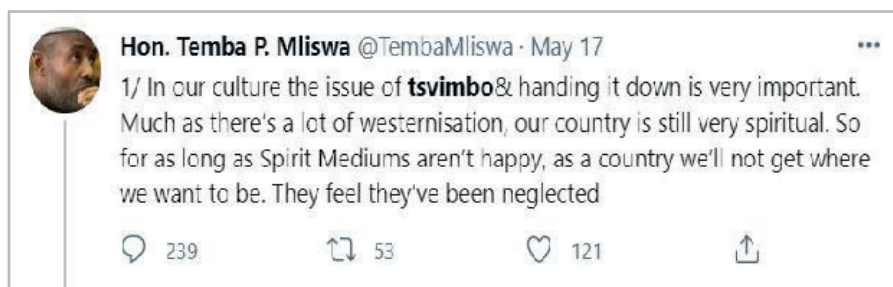 Hon. Temba P. Mliswa @TembaMliswa · May 17
1/ In our culture the issue of tsvimbo& handing it down is very important.
Much as there's a lot of westernisation, our country is still very spiritual. So
for as long as Spirit Mediums aren't happy, as a country we'll not get where
we want to be. They feel they've been neglected
239 53 121